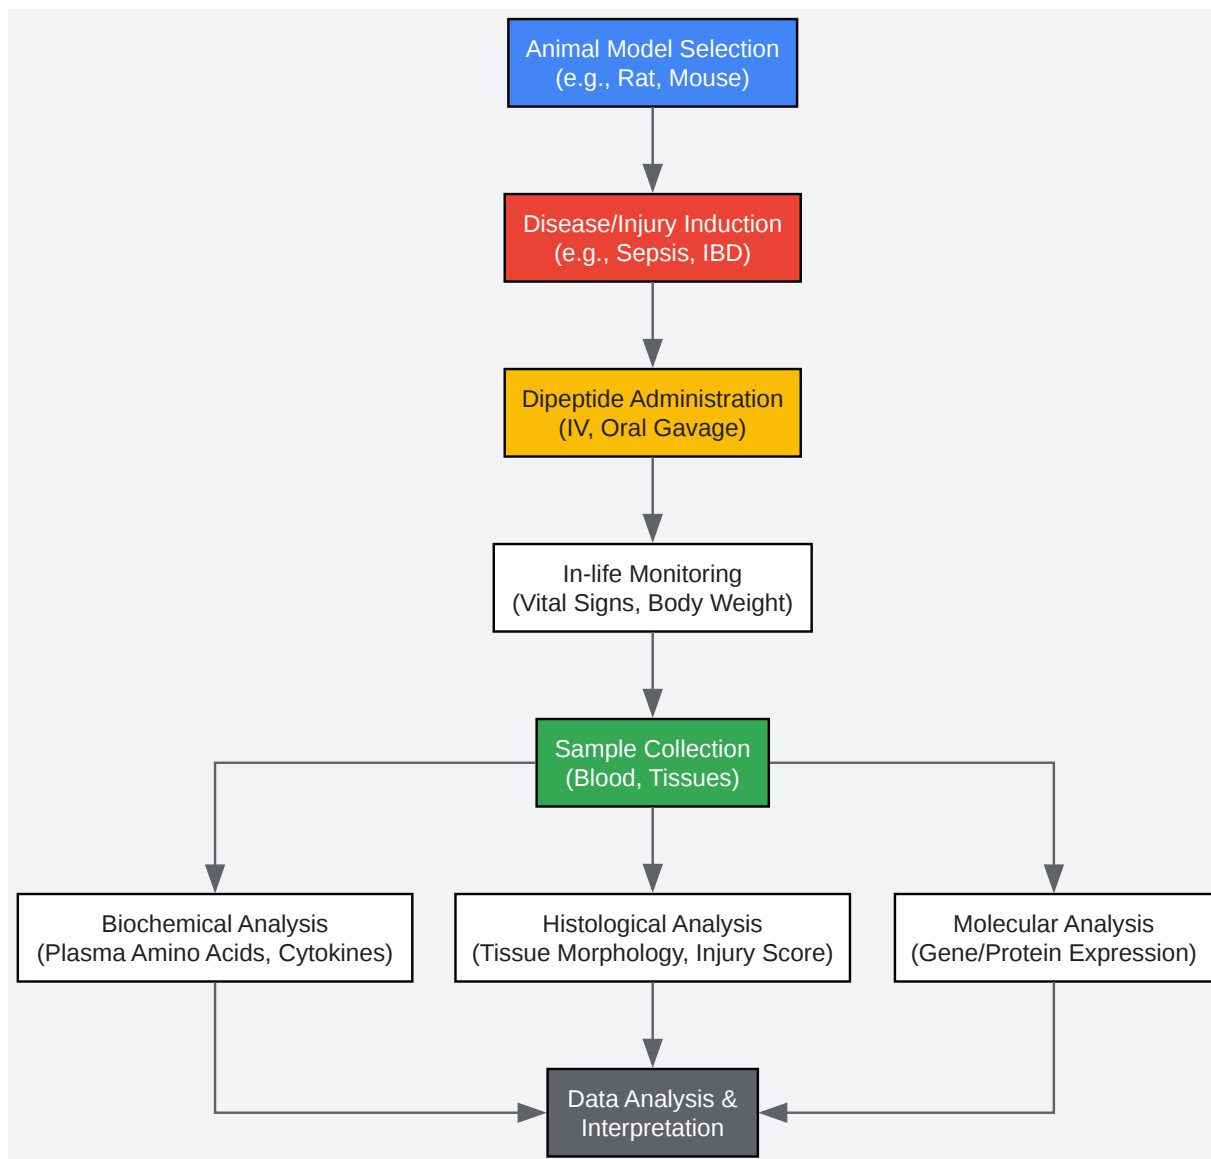 Animal Model Selection
(e.g., Rat, Mouse)
Disease/Injury Induction
(e.g., Sepsis, IBD)
Dipeptide Administration
(IV, Oral Gavage)
In-life Monitoring
(Vital Signs, Body Weight)
Sample Collection
(Blood, Tissues)
Biochemical Analysis
(Plasma Amino Acids, Cytokines)
Histological Analysis
(Tissue Morphology, Injury Score)
Molecular Analysis
(Gene/Protein Expression)
Data Analysis &
Interpretation